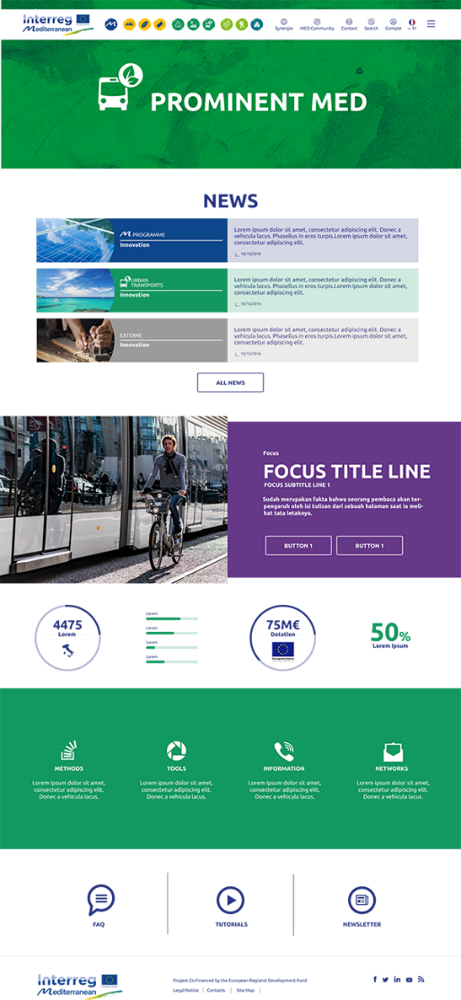 Interreg
Mediterranean
Synergie
MED Community
Contact
Search
Compte
Fr
PROMINENT MED
NEWS
PROGRAMME
Innovation
Lorem ipsum dolor sit amet, consectetur adipiscing elit. Donec a
vehicula lacus. Phasellus in eros turpis.Lorem ipsum dolor sit amet,
consectetur adipiscing elit.
10/10/2016
URBAN
TRANSPORTS
Innovation
Lorem ipsum dolor sit amet, consectetur adipiscing elit. Donec a
vehicula lacus. Phasellus in eros turpis.Lorem ipsum dolor sit amet,
consectetur adipiscing elit.
10/10/2016
EXTERNE
Innovation
Lorem ipsum dolor sit amet, consectetur adipiscing elit. Donec a
vehicula lacus. Phasellus in eros turpis.Lorem ipsum dolor sit amet,
consectetur adipiscing elit.
10/10/2016
ALL NEWS
Focus
FOCUS TITLE LINE
FOCUS SUBTITLE LINE 1
Sudah merupakan fakta bahwa seorang pembaca akan ter-
pengaruh oleh isi tulisan dari sebuah halaman saat ia meli-
hat tata letaknya.
BUTTON 1
BUTTON 1
4475
Lorem
Lorem
Lorem
Lorem
Lorem
75M€
Dotation
50%
Lorem Ipsum
METHODS
Lorem ipsum dolor sit amet,
consectetur adipiscing elit.
Donec a vehicula lacus.
TOOLS
Lorem ipsum dolor sit amet,
consectetur adipiscing elit.
Donec a vehicula lacus.
INFORMATION
Lorem ipsum dolor sit amet,
consectetur adipiscing elit.
Donec a vehicula lacus.
NETWORKS
Lorem ipsum dolor sit amet,
consectetur adipiscing elit.
Donec a vehicula lacus.
FAQ
TUTORIALS
NEWSLETTER
Interreg
Mediterranean
Project Co-Financed by the European Regional Development Fund
Legal Notice | Contacts | Site Map |